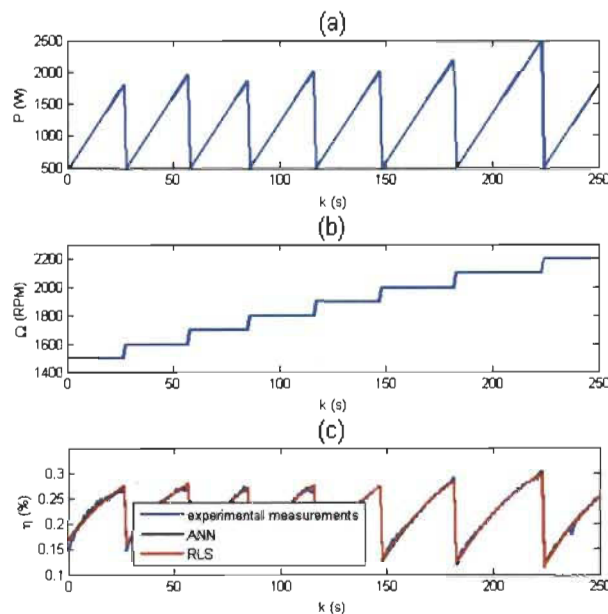 (a)
P (W)
2500
2000
1500
1000
500
0 50 100 150 200 250
k (s)
(b)
Ω (RPM)
2200
2000
1800
1600
1400
0 50 100 150 200 250
k (s)
(c)
η (%)
0.3
0.25
0.2
0.15
0.1
experimental measurements
ANN
RLS
0 50 100 150 200 250
k (s)